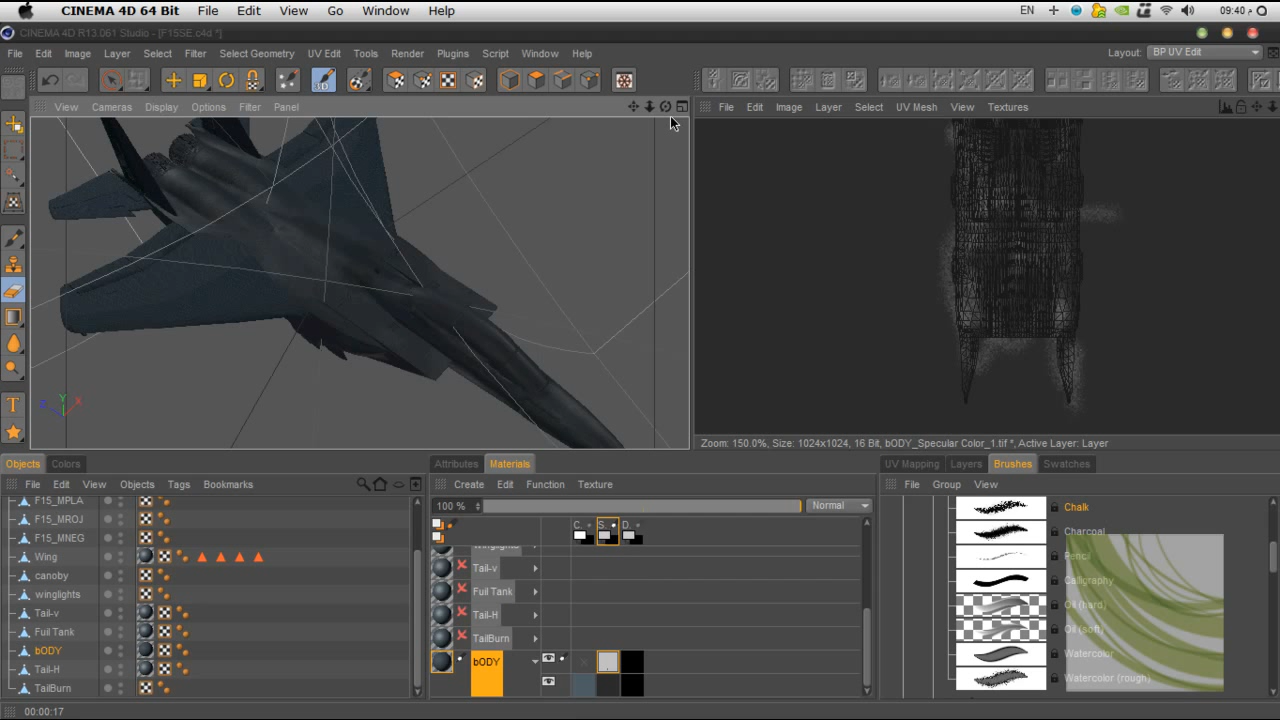 CINEMA 4D 64 Bit File Edit View Go Window Help EN 09:40 م
CINEMA 4D R13.061 Studio - [F15SE.c4d *]
File Edit Image Layer Select Filter Select Geometry UV Edit Tools Render Plugins Script Window Help Layout: BP UV Edit
3D
View Cameras Display Options Filter Panel
File Edit Image Layer Select UV Mesh View Textures
Y X
T
Zoom: 150.0%, Size: 1024x1024, 16 Bit, bODY_Specular Color_1.tif *, Active Layer: Layer
Objects Colors
Attributes Materials
UV Mapping Layers Brushes Swatches
File Edit View Objects Tags Bookmarks
Create Edit Function Texture
File Group View
100 % Normal
C. S. D.
F15_MPLA
F15_MROJ
F15_MNEG
Wing
canoby
winglights
Tail-v
Fuil Tank
bODY
Tail-H
TailBurn
Tail-v
Fuil Tank
Tail-H
TailBurn
bODY
Chalk
Charcoal
Pencil
Calligraphy
Oil (hard)
Oil (soft)
Watercolor
Watercolor (rough)
00:00:17